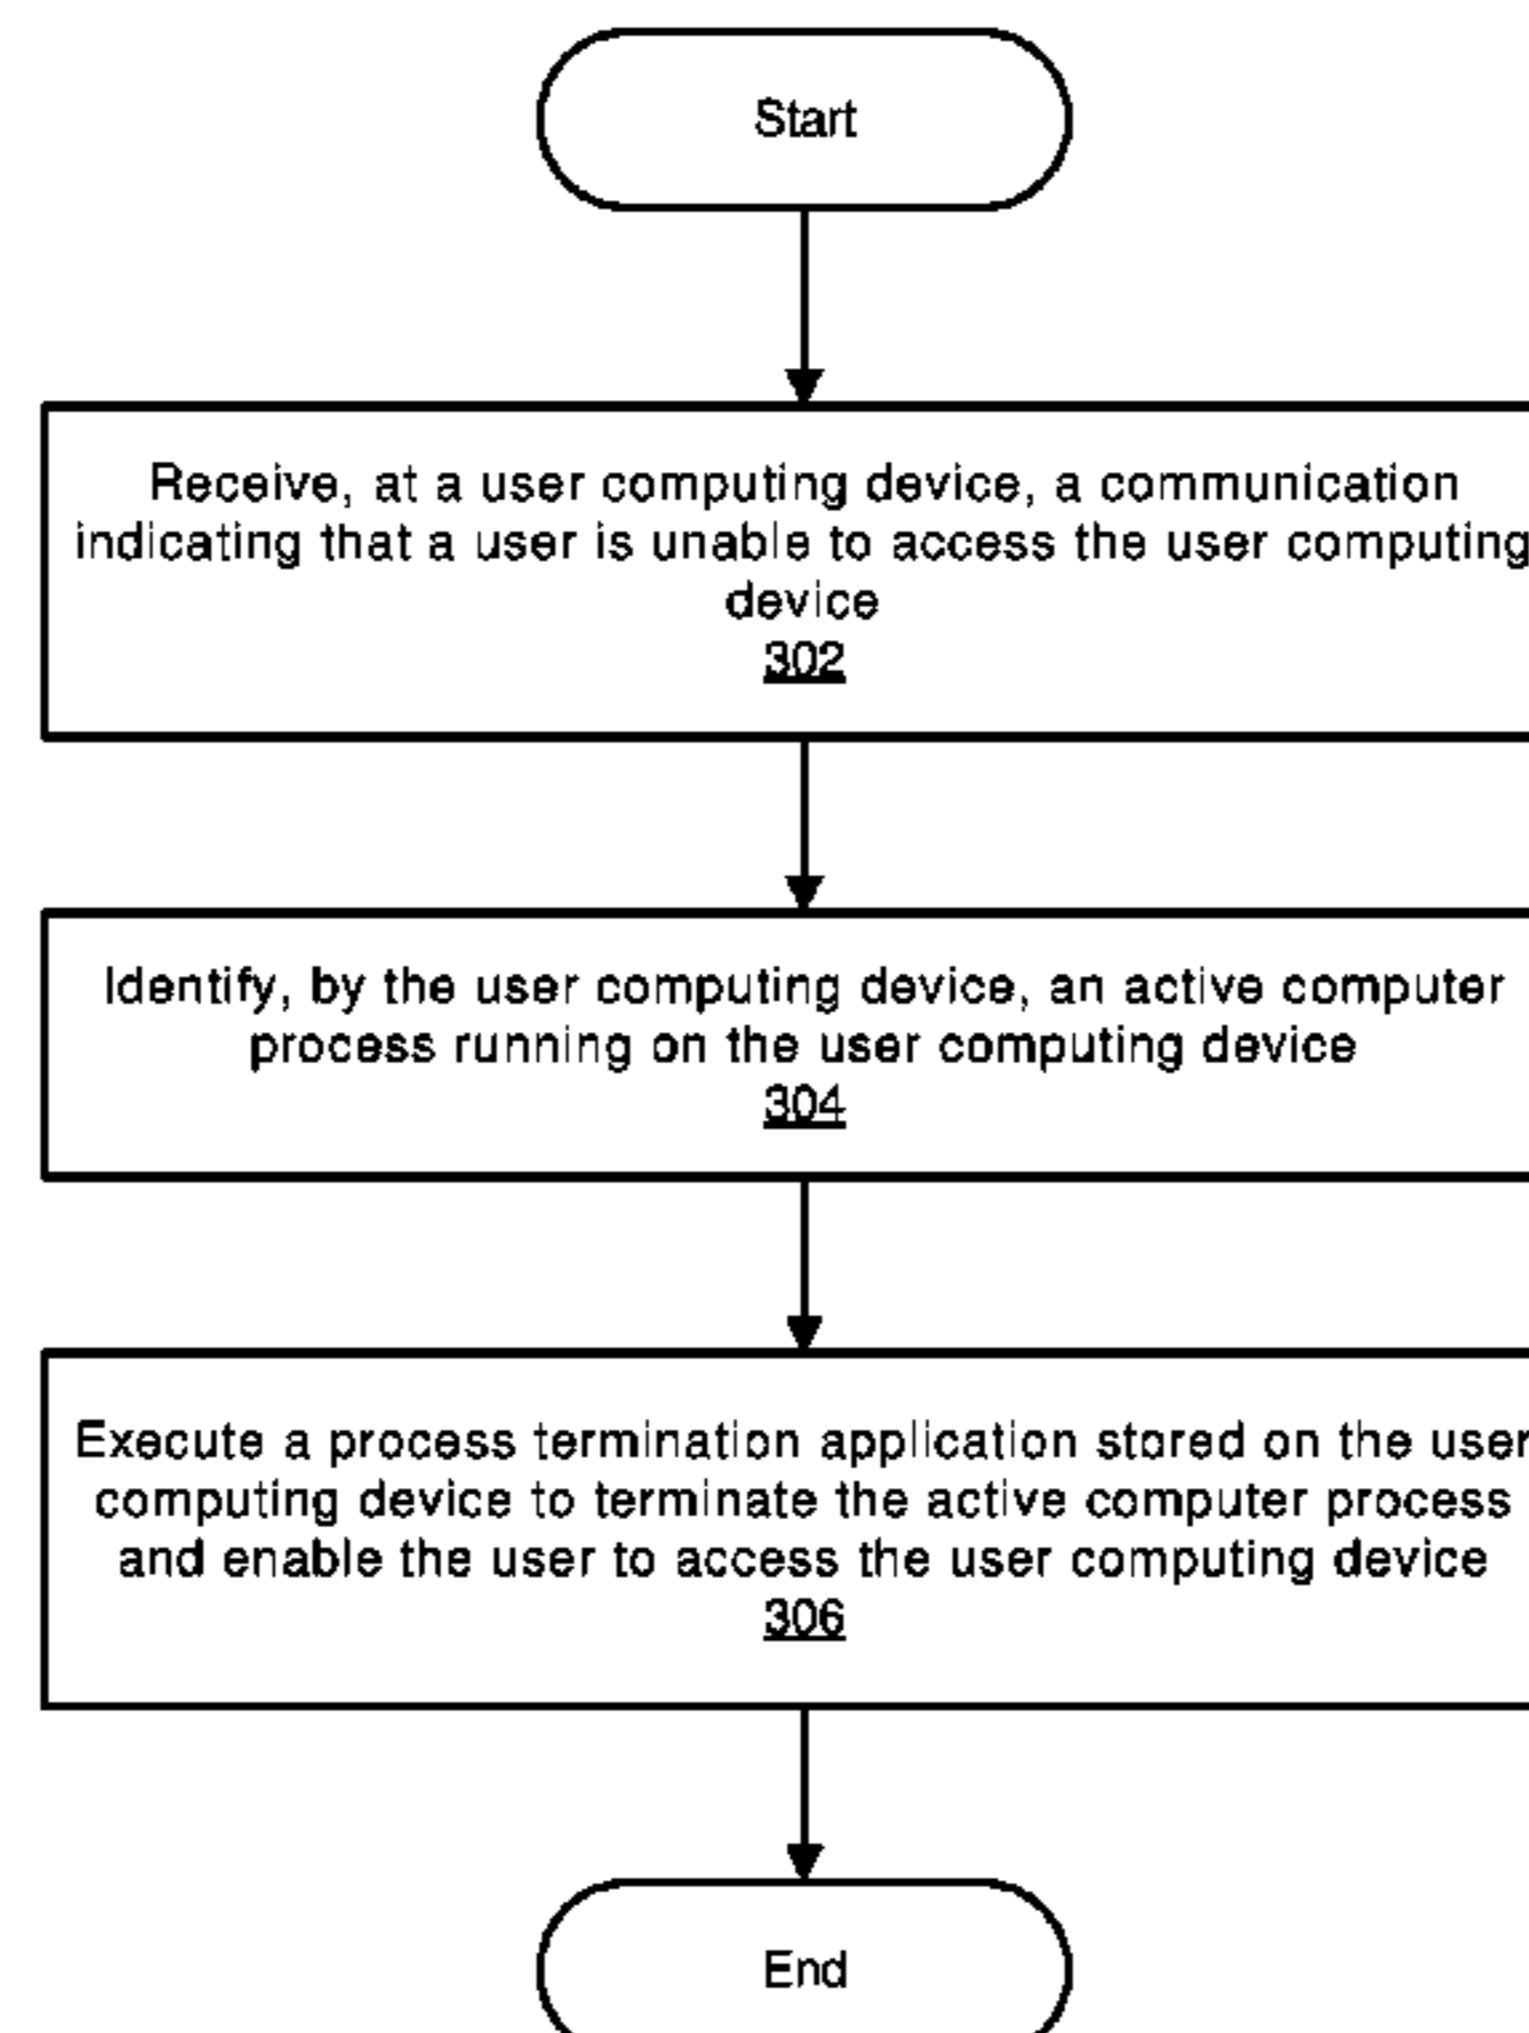 Start
Receive, at a user computing device, a communication
indicating that a user is unable to access the user computing
device
302
Identify, by the user computing device, an active computer
process running on the user computing device
304
Execute a process termination application stored on the user
computing device to terminate the active computer process
and enable the user to access the user computing device
306
End